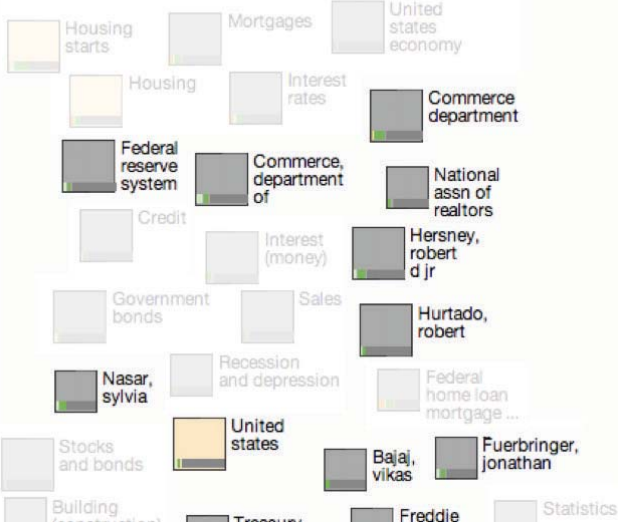 Housing
starts
Mortgages
United
states
economy
Housing
Interest
rates
Commerce
department
Federal
reserve
system
Commerce,
department
of
National
assn of
realtors
Credit
Interest
(money)
Hersney,
robert
d jr
Government
bonds
Sales
Hurtado,
robert
Nasar,
sylvia
Recession
and depression
Federal
home loan
mortgage ...
Stocks
and bonds
United
states
Bajaj,
vikas
Fuerbringer,
jonathan
Building
(construction)
Treasury
Freddie
Statistics